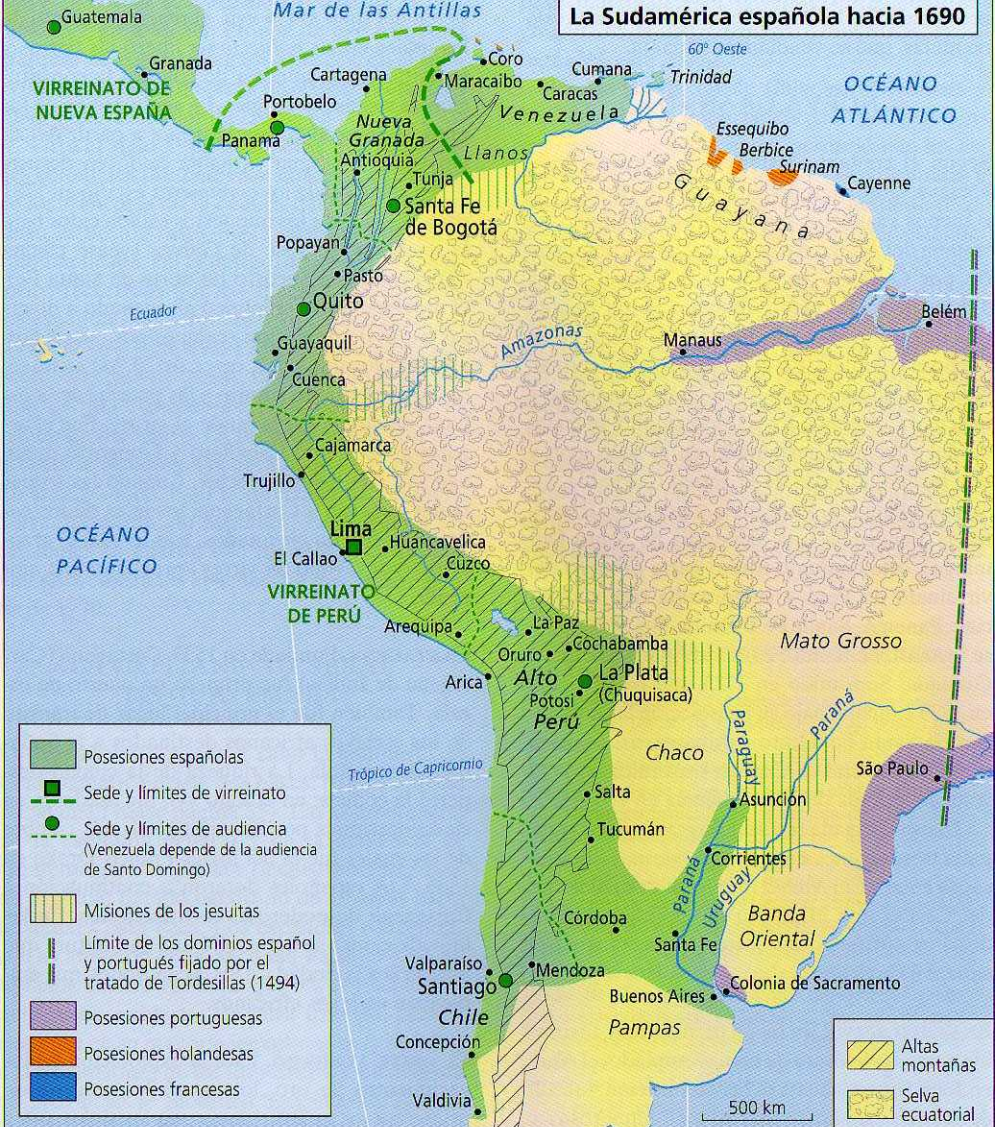 La Sudamérica española hacia 1690
Mar de las Antillas
Guatemala
Granada
VIRREINATO DE
NUEVA ESPAÑA
Portobelo
Panamá
Cartagena
Coro
Maracaibo
Caracas
Cumana
60° Oeste
Trinidad
OCÉANO
ATLÁNTICO
Venezuela
Nueva
Granada
Llanos
Antioquia
Tunja
Santa Fe
de Bogotá
Essequibo
Berbice
Surinam
Cayenne
Guayana
Popayan
Pasto
Quito
Ecuador
Guayaquil
Cuenca
Amazonas
Manaus
Belém
Cajamarca
Trujillo
OCÉANO
PACÍFICO
Lima
El Callao
Huancavelica
Cuzco
VIRREINATO
DE PERÚ
Arequipa
La Paz
Oruro
Cochabamba
Arica
Alto
Perú
La Plata
(Chuquisaca)
Potosi
Mato Grosso
Chaco
Paraguay
Paraná
São Paulo
Trópico de Capricornio
Salta
Tucumán
Asunción
Corrientes
Paraná
Uruguay
Córdoba
Santa Fe
Banda
Oriental
Valparaíso
Santiago
Mendoza
Buenos Aires
Colonia de Sacramento
Chile
Pampas
Concepción
Valdivia
Posesiones españolas
Sede y límites de virreinato
Sede y límites de audiencia
(Venezuela depende de la audiencia
de Santo Domingo)
Misiones de los jesuitas
Límite de los dominios español
y portugués fijado por el
tratado de Tordesillas (1494)
Posesiones portuguesas
Posesiones holandesas
Posesiones francesas
500 km
Altas
montañas
Selva
ecuatorial